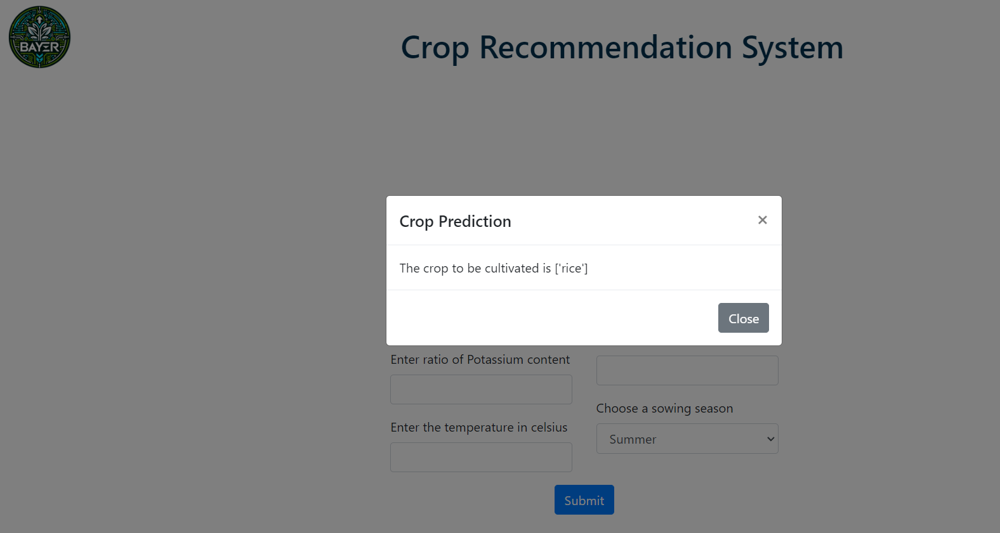 BAYER
Crop Recommendation System
Crop Prediction
×
The crop to be cultivated is ['rice']
Close
Enter ratio of Potassium content
Enter the temperature in celsius
Choose a sowing season
Summer
Submit